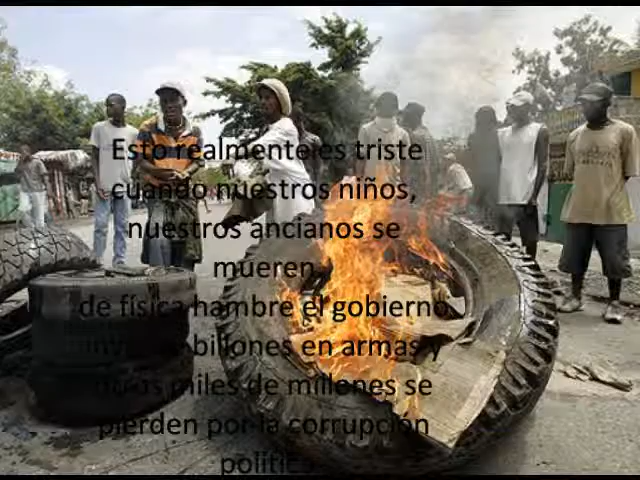 Esto realmente es triste
cuando nuestros niños,
nuestros ancianos se
mueren
de física hambre el gobierno
billones en armas y
miles de millones se
pierden por la corrupción
política